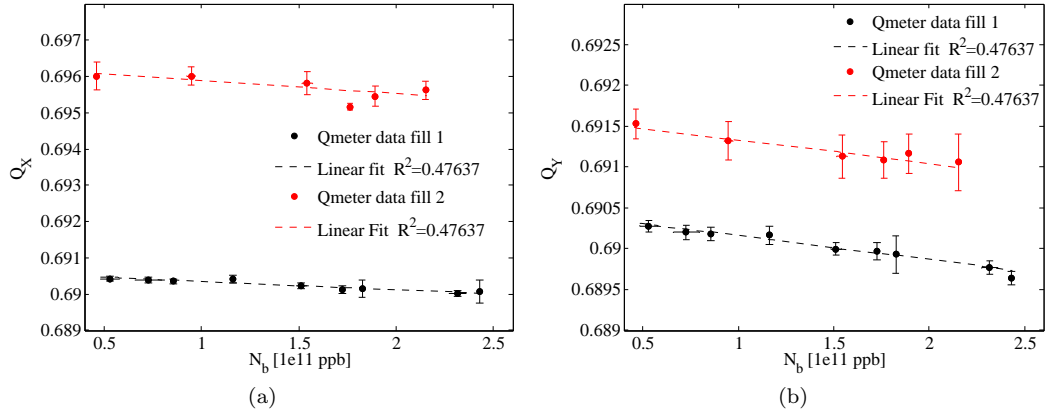 0.697
0.696
0.695
0.694
0.693
0.692
0.691
0.69
0.689
Q_X
Qmeter data fill 1
Linear fit R²=0.47637
Qmeter data fill 2
Linear Fit R²=0.47637
0.5 1 1.5 2 2.5
N_b [1e11 ppb]
(a)
0.6925
0.692
0.6915
0.691
0.6905
0.69
0.6895
0.689
Q_Y
Qmeter data fill 1
Linear fit R²=0.47637
Qmeter data fill 2
Linear Fit R²=0.47637
0.5 1 1.5 2 2.5
N_b [1e11 ppb]
(b)